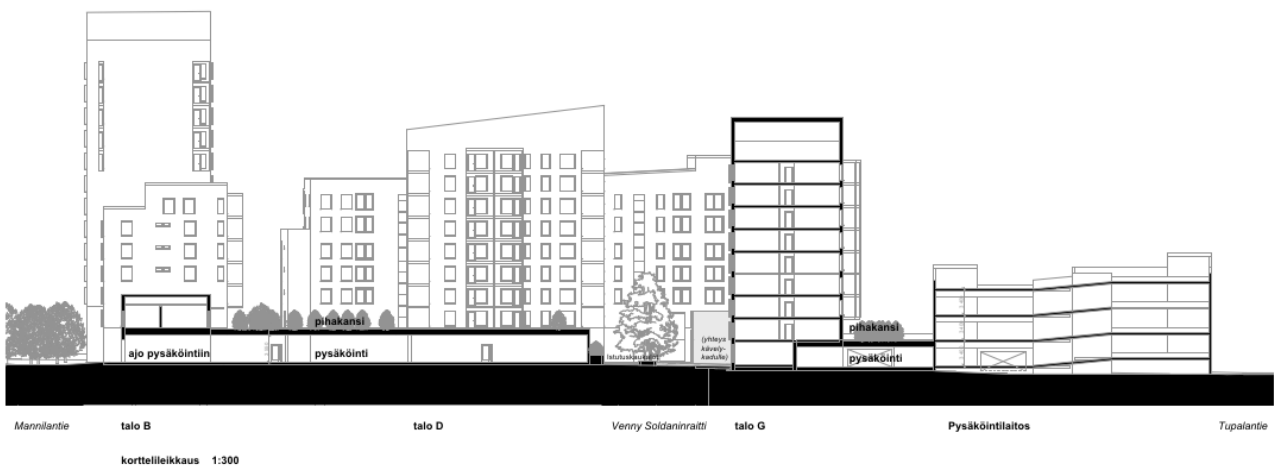 pihakansi
pihakansi
ajo pysäköintiin
pysäköinti
(yhteys
kävely-
kadulle)
pysäköinti
Mannilantie
talo B
talo D
Venny Soldaninraitti
talo G
Pysäköintilaitos
Tupalantie
korttelileikkaus 1:300